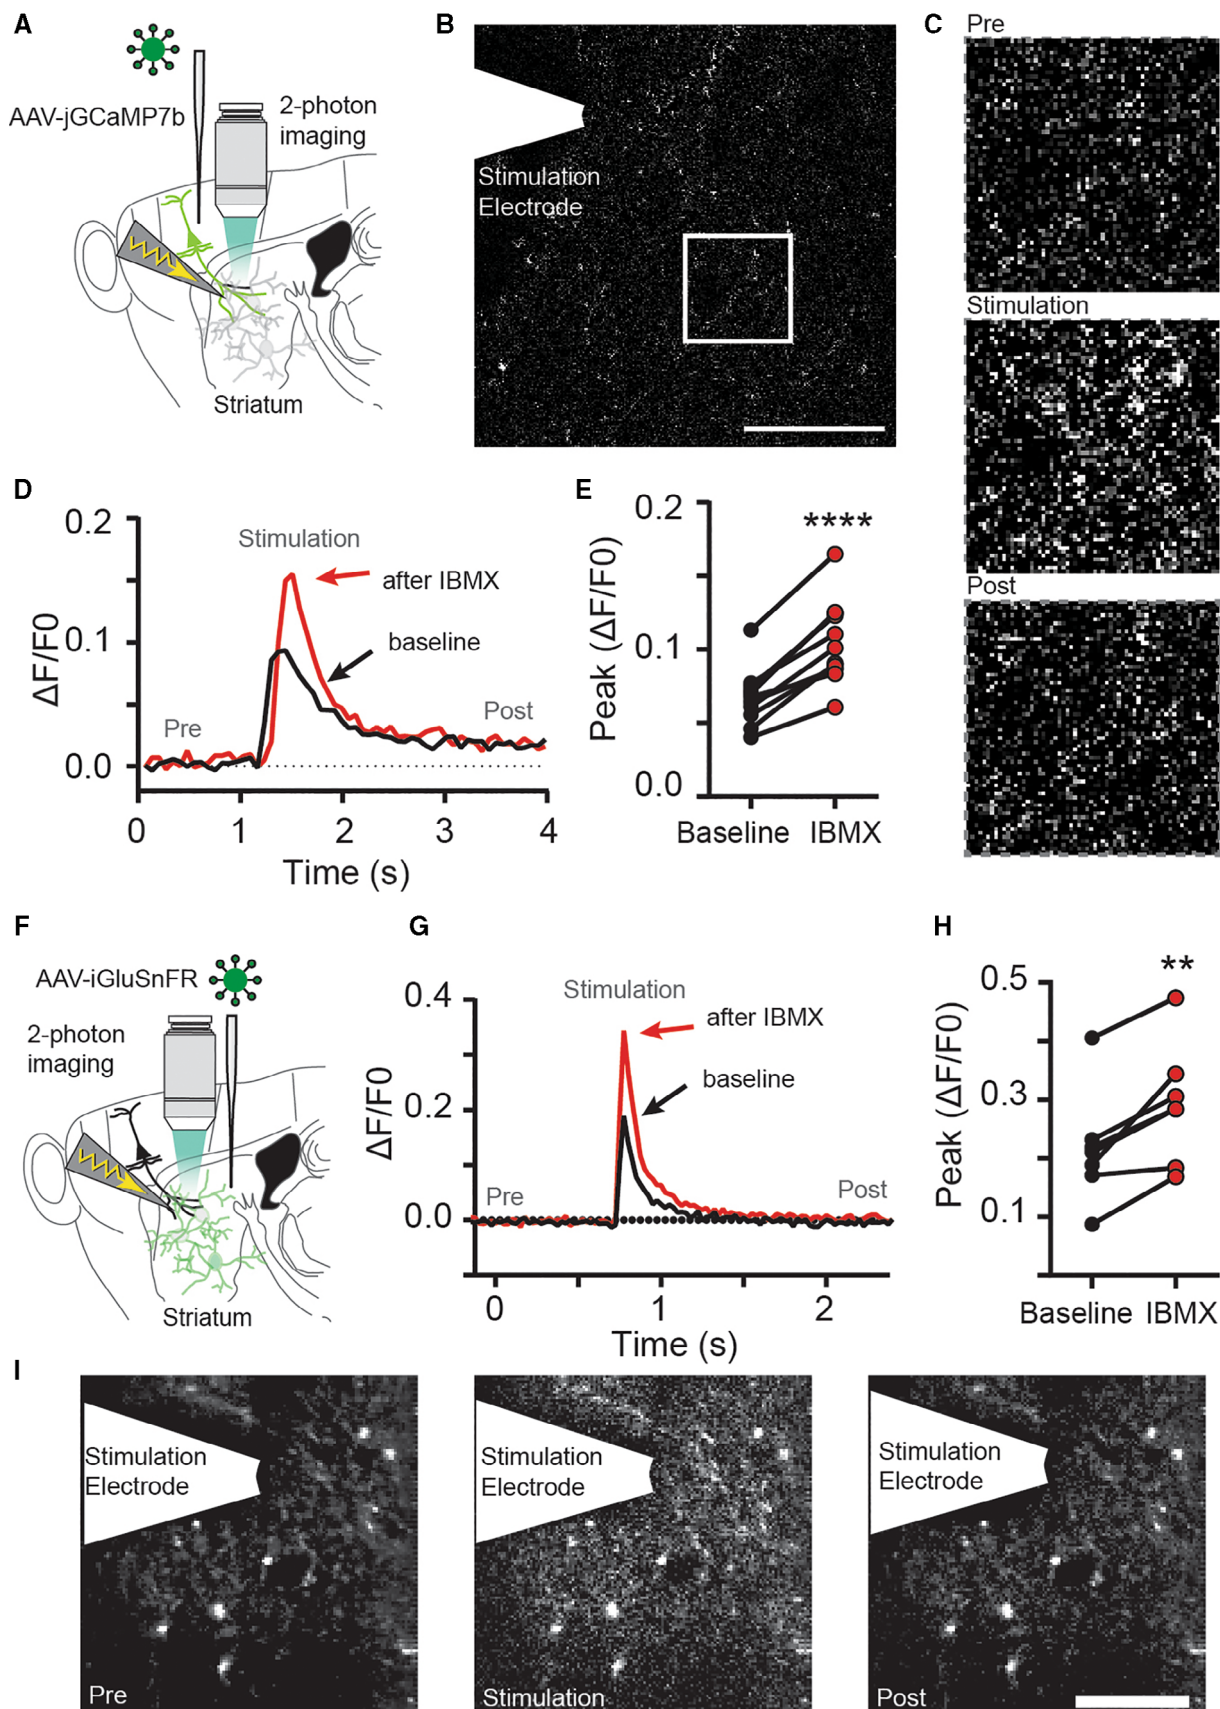 A
AAV-jGCaMP7b
2-photon
imaging
Striatum
B
Stimulation
Electrode
C
Pre
Stimulation
Post
D
0.2
0.1
0.0
ΔF/F0
Stimulation
after IBMX
baseline
Pre
Post
0 1 2 3 4
Time (s)
E
0.2
0.1
0.0
Peak (ΔF/F0)
****
Baseline IBMX
F
AAV-iGluSnFR
2-photon
imaging
Striatum
G
0.4
0.2
0.0
ΔF/F0
Stimulation
after IBMX
baseline
Pre
Post
0 1 2
Time (s)
H
0.5
0.3
0.1
Peak (ΔF/F0)
**
Baseline IBMX
I
Stimulation
Electrode
Pre
Stimulation
Electrode
Stimulation
Stimulation
Electrode
Post